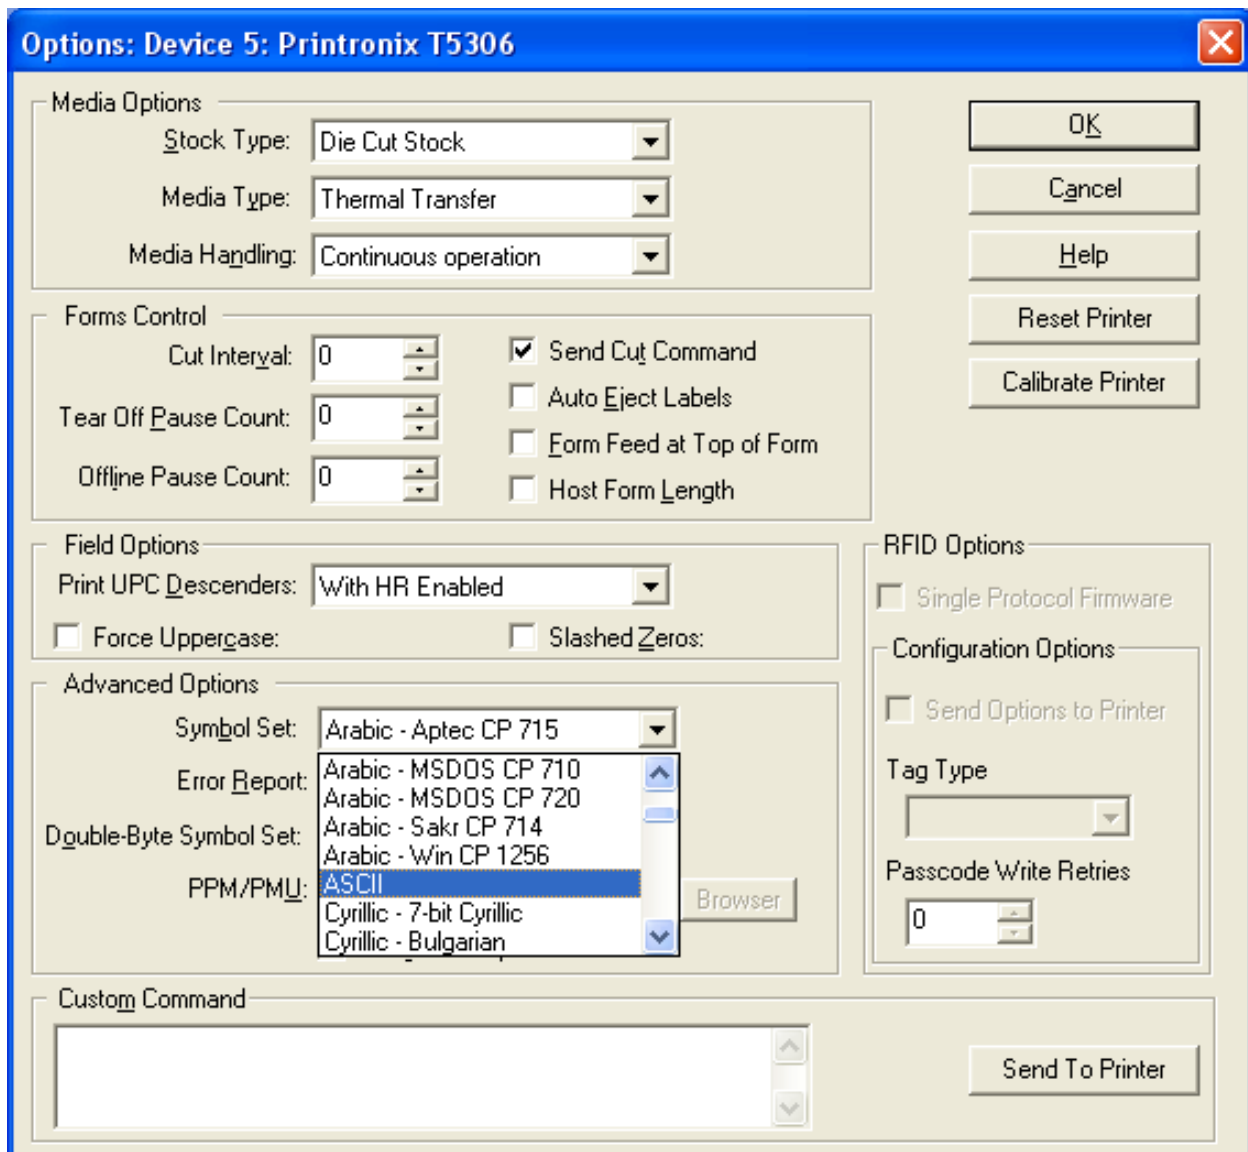 Options: Device 5: Printronix T5306
Media Options
Stock Type: Die Cut Stock
Media Type: Thermal Transfer
Media Handling: Continuous operation
OK
Cancel
Help
Reset Printer
Calibrate Printer
Forms Control
Cut Interval: 0
Send Cut Command
Tear Off Pause Count: 0
Auto Eject Labels
Form Feed at Top of Form
Offline Pause Count: 0
Host Form Length
Field Options
Print UPC Descenders: With HR Enabled
Force Uppercase:
Slashed Zeros:
RFID Options
Single Protocol Firmware
Configuration Options
Send Options to Printer
Tag Type
Passcode Write Retries
0
Advanced Options
Symbol Set: Arabic - Aptec CP 715
Error Report:
Double-Byte Symbol Set:
PPM/PMU:
Arabic - MSDOS CP 710
Arabic - MSDOS CP 720
Arabic - Sakr CP 714
Arabic - Win CP 1256
ASCII
Cyrillic - 7-bit Cyrillic
Cyrillic - Bulgarian
Browser
Custom Command
Send To Printer